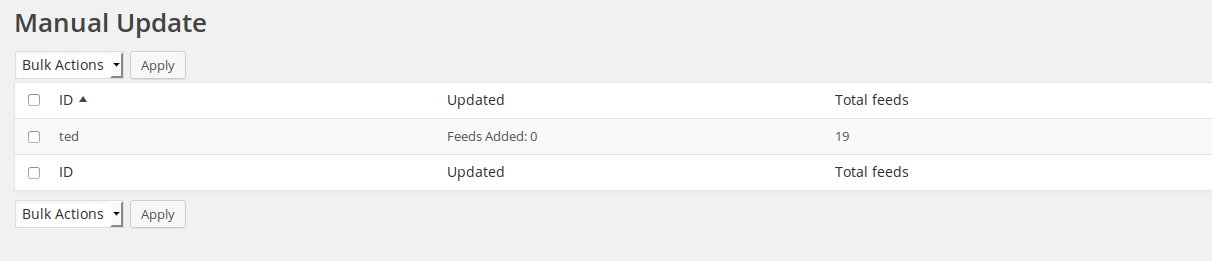 Manual Update
Bulk Actions Apply
ID Updated Total feeds
ted Feeds Added: 0 19
ID Updated Total feeds
Bulk Actions Apply